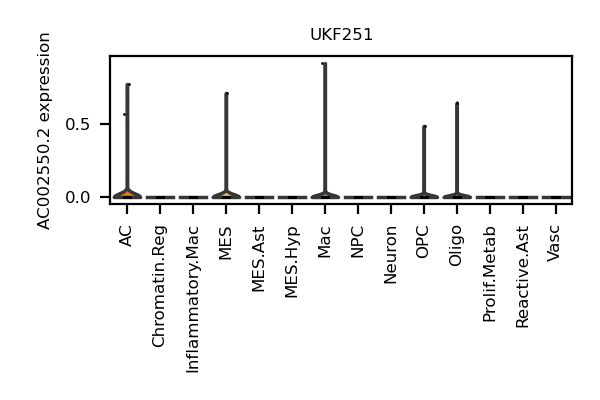 UKF251
AC002550.2 expression
0.5
0.0
AC
Chromatin.Reg
Inflammatory.Mac
MES
MES.Ast
MES.Hyp
Mac
NPC
Neuron
OPC
Oligo
Prolif.Metab
Reactive.Ast
Vasc